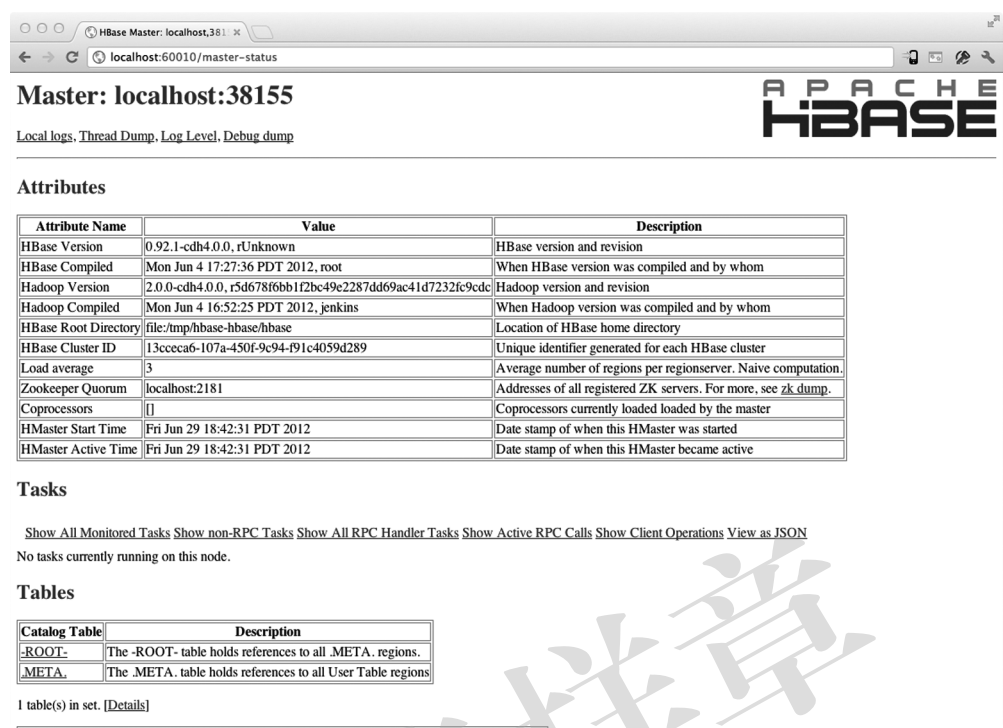 HBase Master: localhost,381
localhost:60010/master-status
Master: localhost:38155
APACHE
HBASE
Local logs, Thread Dump, Log Level, Debug dump
Attributes
Attribute Name Value Description
HBase Version 0.92.1-cdh4.0.0, rUnknown HBase version and revision
HBase Compiled Mon Jun 4 17:27:36 PDT 2012, root When HBase version was compiled and by whom
Hadoop Version 2.0.0-cdh4.0.0, r5d678f6bb1f2bc49e2287dd69ac41d7232fc9cdc Hadoop version and revision
Hadoop Compiled Mon Jun 4 16:52:25 PDT 2012, jenkins When Hadoop version was compiled and by whom
HBase Root Directory file:/tmp/hbase-hbase/hbase Location of HBase home directory
HBase Cluster ID 13cceca6-107a-450f-9c94-f91c4059d289 Unique identifier generated for each HBase cluster
Load average 3 Average number of regions per regionserver. Naive computation.
Zookeeper Quorum localhost:2181 Addresses of all registered ZK servers. For more, see zk dump.
Coprocessors [] Coprocessors currently loaded loaded by the master
HMaster Start Time Fri Jun 29 18:42:31 PDT 2012 Date stamp of when this HMaster was started
HMaster Active Time Fri Jun 29 18:42:31 PDT 2012 Date stamp of when this HMaster became active
Tasks
Show All Monitored Tasks Show non-RPC Tasks Show All RPC Handler Tasks Show Active RPC Calls Show Client Operations View as JSON
No tasks currently running on this node.
Tables
Catalog Table Description
-ROOT- The -ROOT- table holds references to all .META. regions.
.META. The .META. table holds references to all User Table regions
1 table(s) in set. [Details]
样章